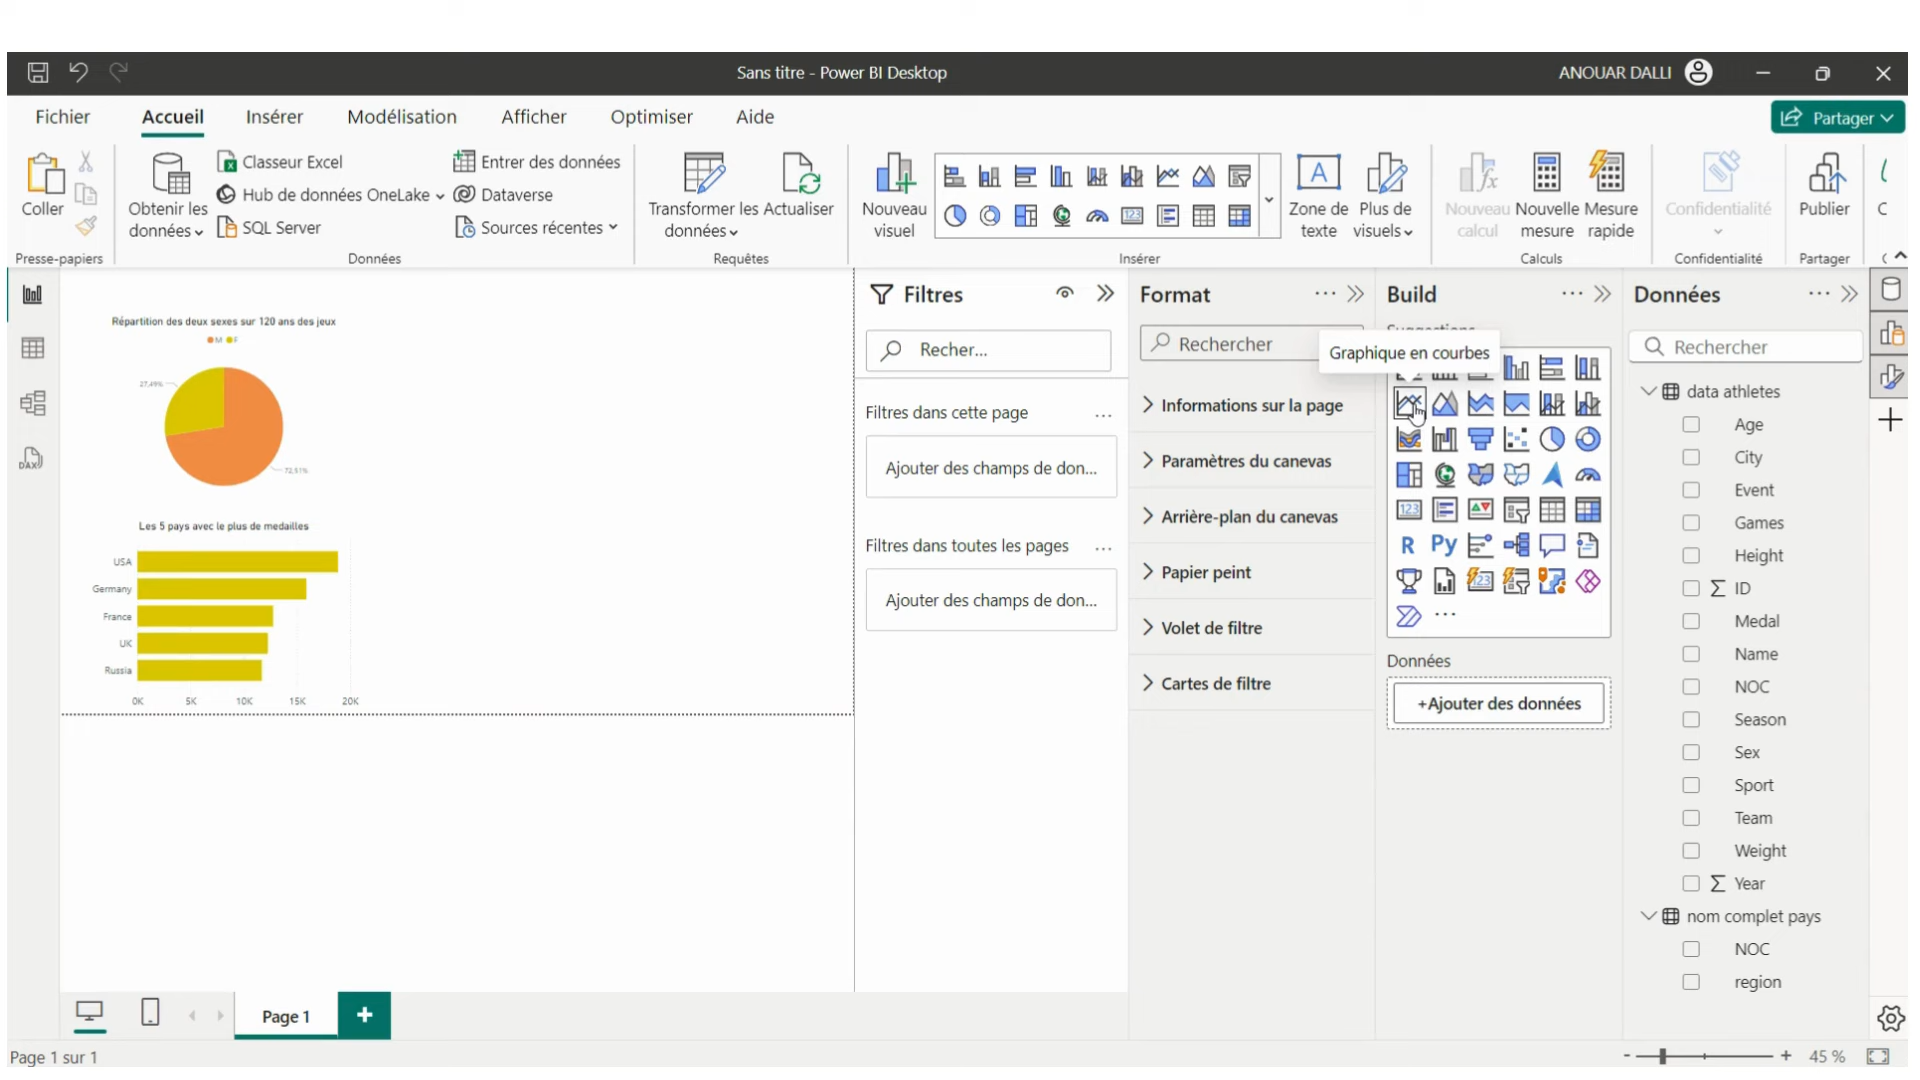 Sans titre - Power BI Desktop
ANOUAR DALLI
Fichier
Accueil
Insérer
Modélisation
Afficher
Optimiser
Aide
Partager
Coller
Presse-papiers
Obtenir les
données
Classeur Excel
Hub de données OneLake
SQL Server
Entrer des données
Dataverse
Sources récentes
Données
Transformer les
données
Actualiser
Requêtes
Nouveau
visuel
Zone de
texte
Plus de
visuels
Insérer
Nouveau
calcul
Nouvelle
mesure
Mesure
rapide
Calculs
Confidentialité
Confidentialité
Publier
Partager
C
Répartition des deux sexes sur 120 ans des jeux
M F
27,49%
72,51%
Les 5 pays avec le plus de medailles
USA
Germany
France
UK
Russia
0K 5K 10K 15K 20K
Filtres
Recher...
Filtres dans cette page
Ajouter des champs de don...
Filtres dans toutes les pages
Ajouter des champs de don...
Format
Rechercher
Informations sur la page
Paramètres du canevas
Arrière-plan du canevas
Papier peint
Volet de filtre
Cartes de filtre
Build
Graphique en courbes
123
R
Py
123
Données
+Ajouter des données
Données
Rechercher
data athletes
Age
City
Event
Games
Height
Σ ID
Medal
Name
NOC
Season
Sex
Sport
Team
Weight
Σ Year
nom complet pays
NOC
region
DAX
Page 1
+
Page 1 sur 1
- + 45 %